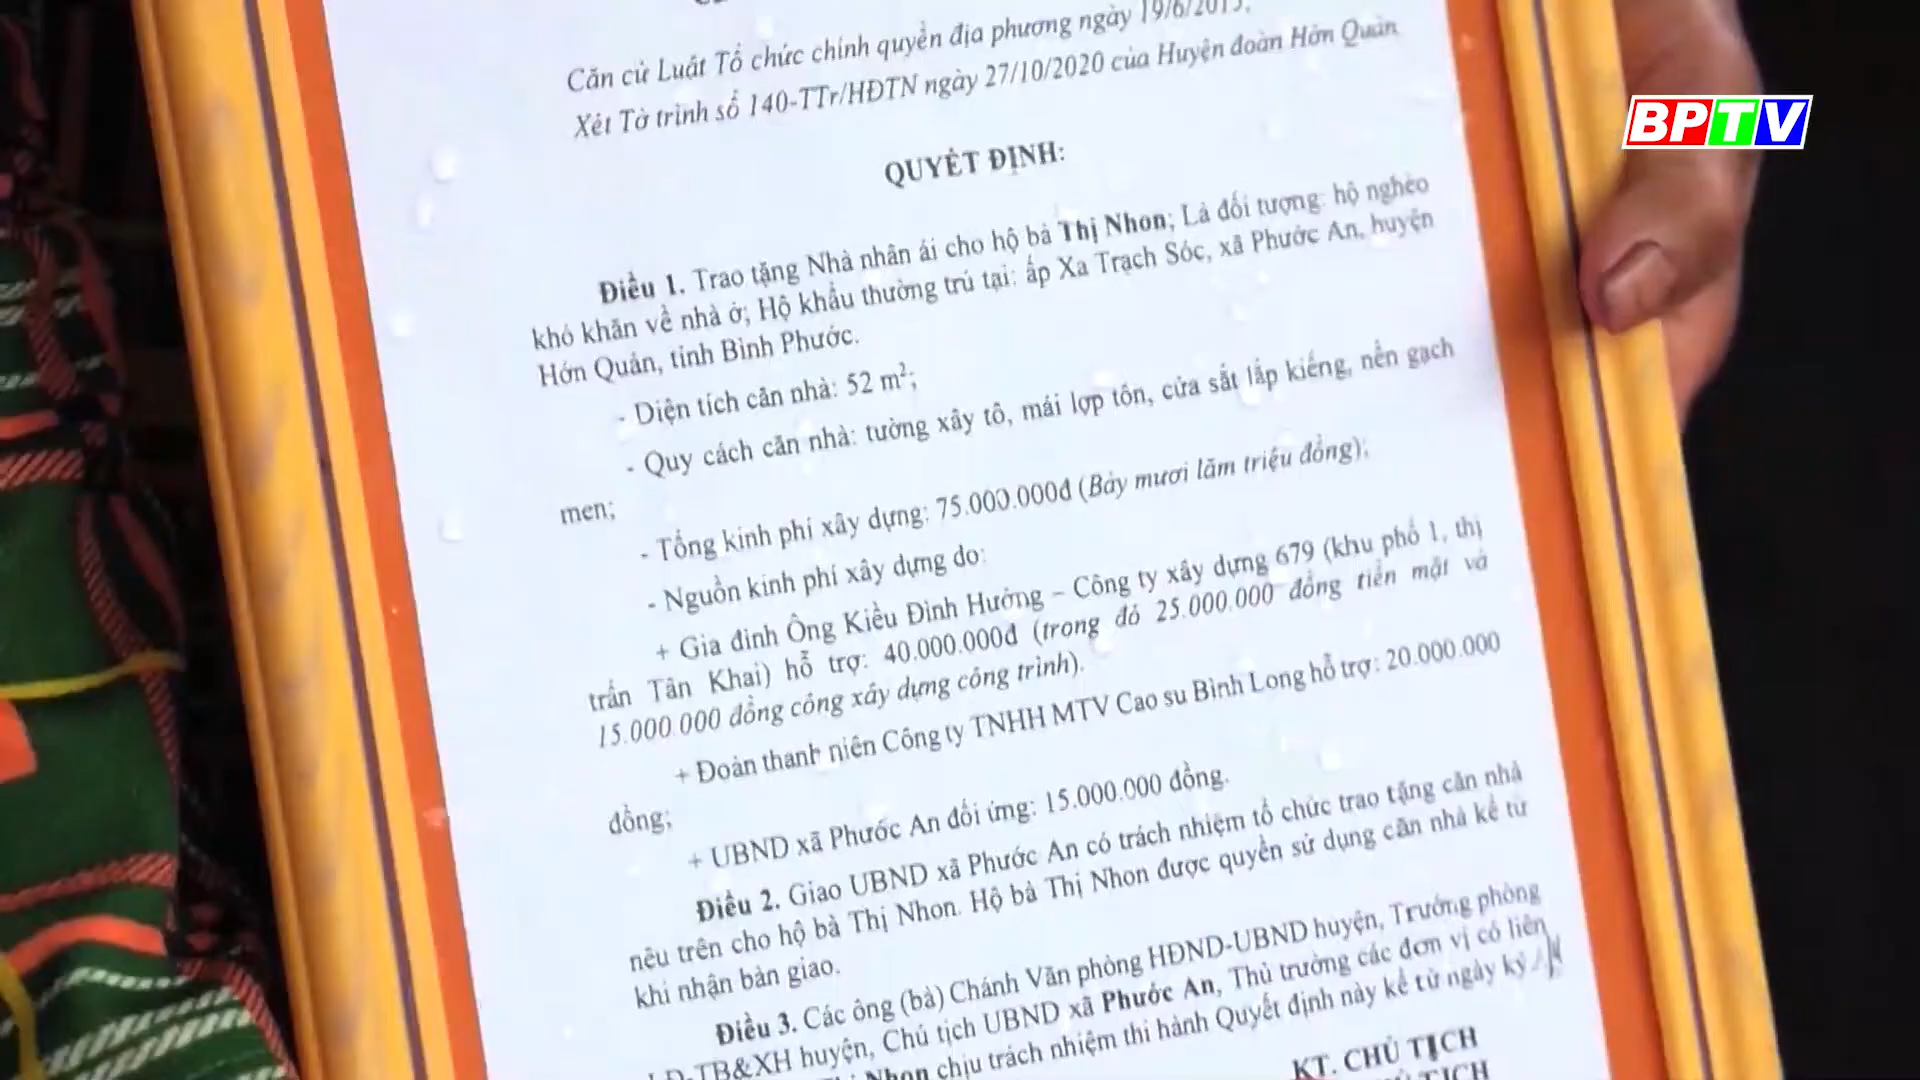 Căn cứ Luật Tổ chức chính quyền địa phương ngày 19/6/2015;
Xét Tờ trình số 140-TTr/HĐTN ngày 27/10/2020 của Huyện đoàn Hớn Quản
BPTV
QUYẾT ĐỊNH:
Điều 1. Trao tặng Nhà nhân ái cho hộ bà Thị Nhon; Là đối tượng: hộ nghèo
khó khăn về nhà ở; Hộ khẩu thường trú tại: ấp Xa Trạch Sóc, xã Phước An, huyện
Hớn Quản, tỉnh Bình Phước.
- Diện tích căn nhà: 52 m²;
- Quy cách căn nhà: tường xây tô, mái lợp tôn, cửa sắt lắp kiếng, nền gạch
men;
- Tổng kinh phí xây dựng: 75.000.000đ (Bảy mươi lăm triệu đồng);
- Nguồn kinh phí xây dựng do:
+ Gia đình Ông Kiều Đình Hưởng – Công ty xây dựng 679 (khu phố 1, thị
trấn Tân Khai) hỗ trợ: 40.000.000đ (trong đó 25.000.000 đồng tiền mặt và
15.000.000 đồng công xây dựng công trình).
+ Đoàn thanh niên Công ty TNHH MTV Cao su Bình Long hỗ trợ: 20.000.000
đồng;
+ UBND xã Phước An đối ứng: 15.000.000 đồng.
Điều 2. Giao UBND xã Phước An có trách nhiệm tổ chức trao tặng căn nhà
nêu trên cho hộ bà Thị Nhon. Hộ bà Thị Nhon được quyền sử dụng căn nhà kể từ
khi nhận bàn giao.
Điều 3. Các ông (bà) Chánh Văn phòng HĐND-UBND huyện, Trưởng phòng
LĐ-TB&XH huyện, Chủ tịch UBND xã Phước An, Thủ trưởng các đơn vị có liên
Nhon chịu trách nhiệm thi hành Quyết định này kể từ ngày ký
KT. CHỦ TỊCH
CHỦ TỊCH